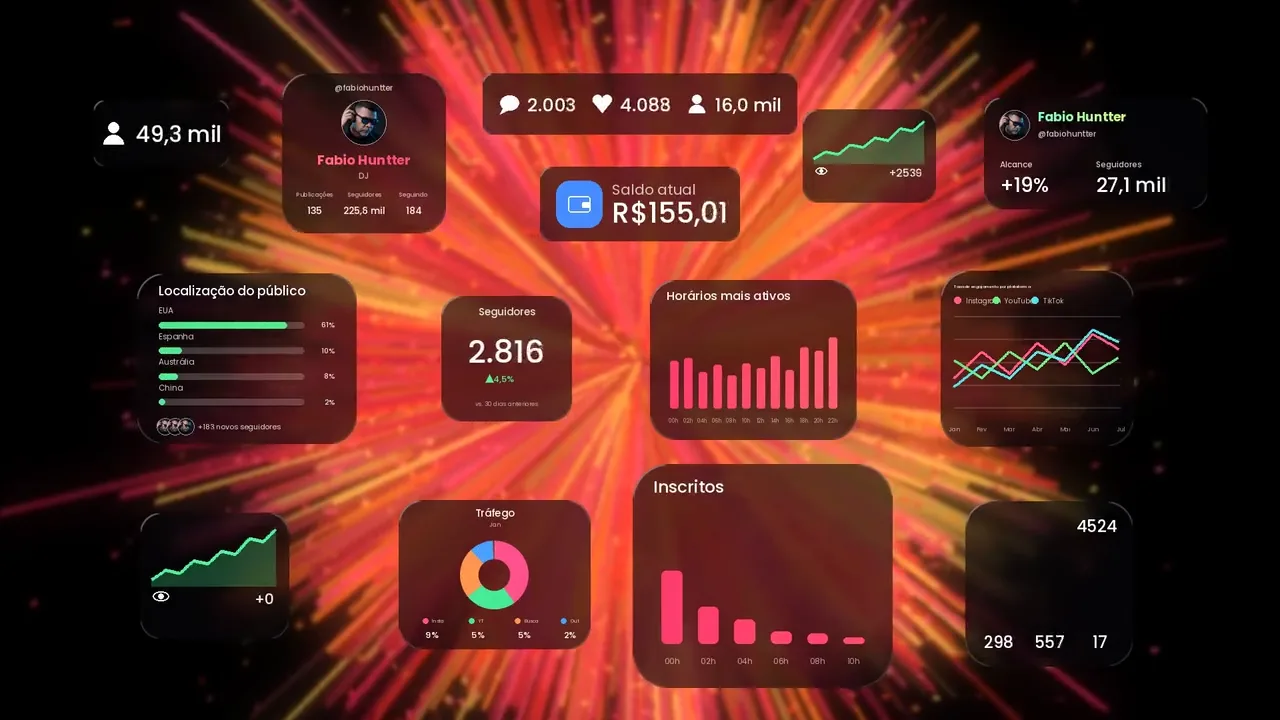 49,3 mil
@fabiohuntter
Fabio Huntter
DJ
Publicações Seguidores Seguindo
135 225,6 mil 184
2.003 4.088 16,0 mil
Saldo atual
R$155,01
+2539
Fabio Huntter
@fabiohuntter
Alcance Seguidores
+19% 27,1 mil
Localização do público
EUA
61%
Espanha
10%
Austrália
8%
China
2%
+183 novos seguidores
Seguidores
2.816
4,5%
vs. 30 dias anteriores
Horários mais ativos
00h 02h 04h 06h 08h 10h 12h 14h 16h 18h 20h 22h
Instagram YouTube TikTok
Jan Fev Mar Abr Mai Jun Jul
+0
Tráfego
Jan
Insta YT Busca Out
9% 5% 5% 2%
Inscritos
00h 02h 04h 06h 08h 10h
4524
298 557 17